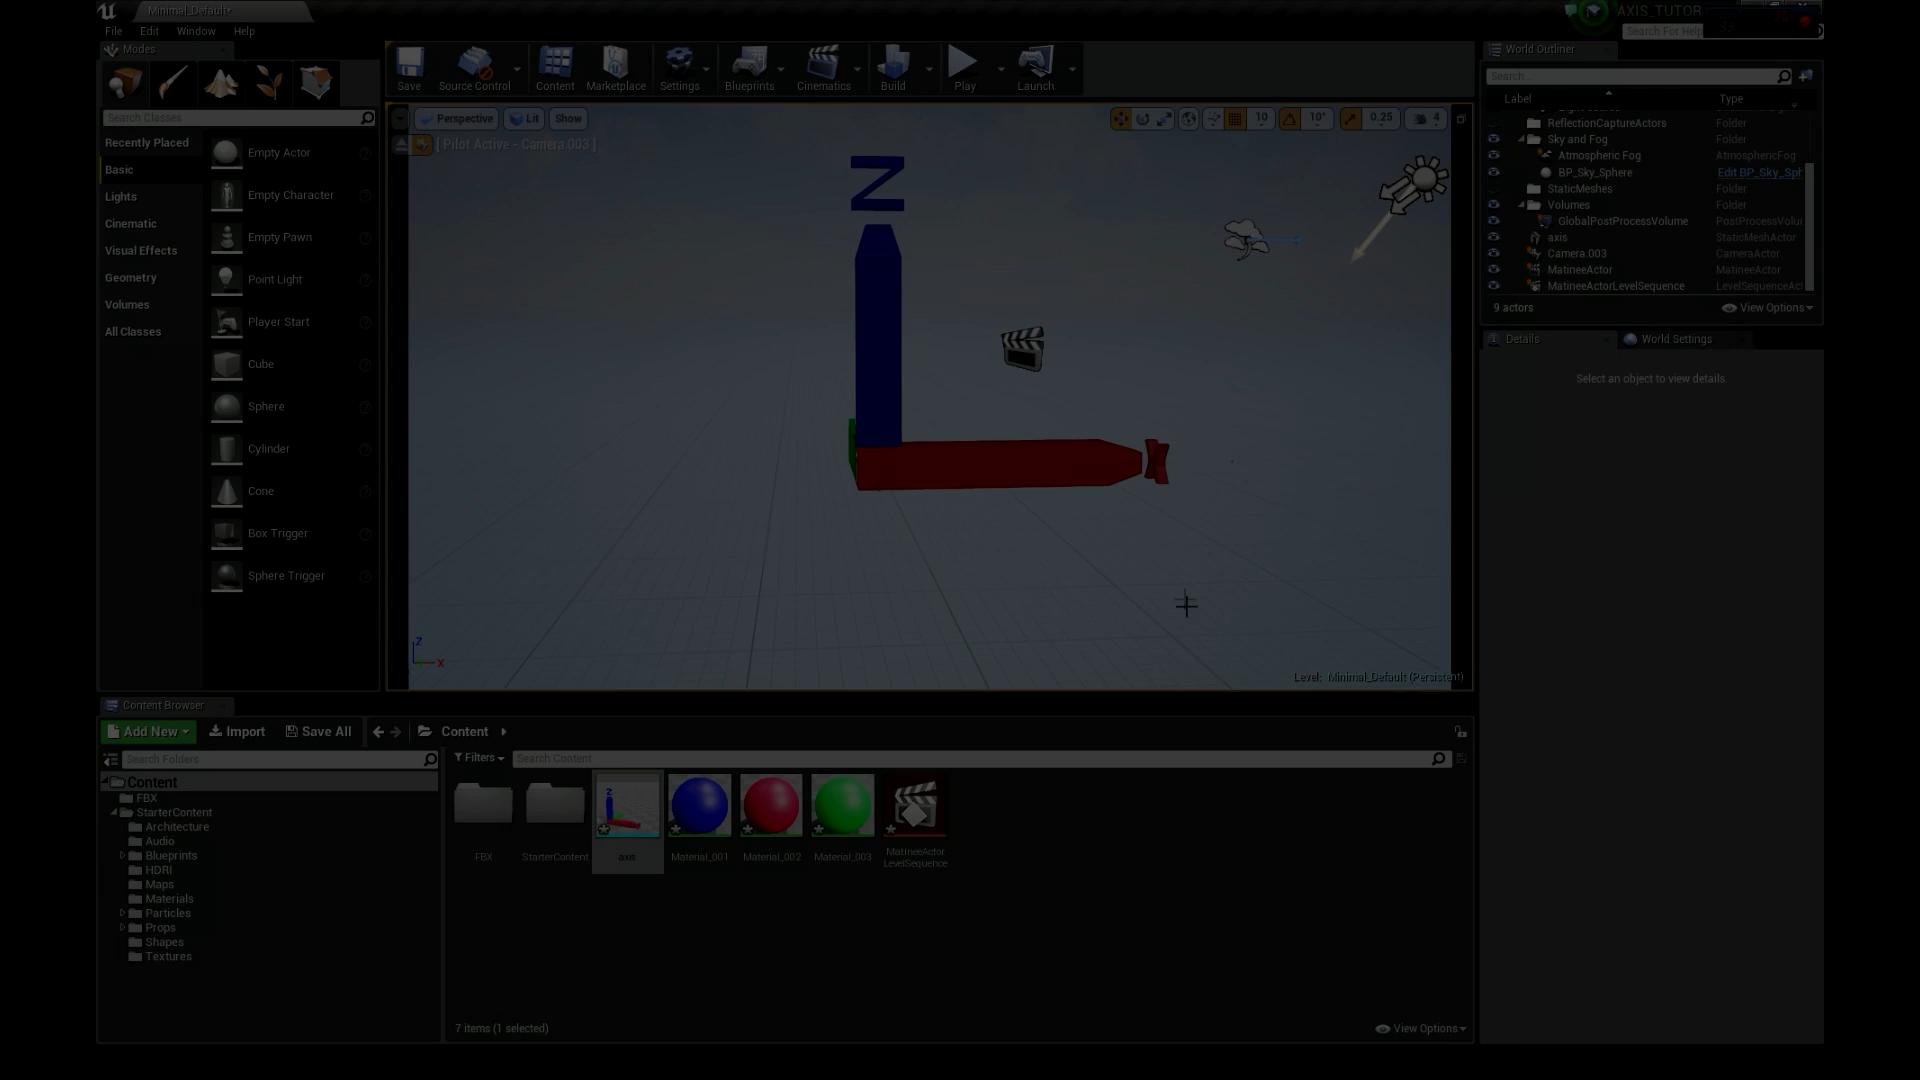 Minimal_Default*
AXIS_TUTOR
File Edit Window Help
Search For Help
Modes
Search Classes
Recently Placed
Basic
Lights
Cinematic
Visual Effects
Geometry
Volumes
All Classes
Empty Actor
Empty Character
Empty Pawn
Point Light
Player Start
Cube
Sphere
Cylinder
Cone
Box Trigger
Sphere Trigger
Save Source Control Content Marketplace Settings Blueprints Cinematics Build Play Launch
Perspective Lit Show
10 10° 0.25 4
[ Pilot Active - Camera.003 ]
Z
X
Z
X
Level: Minimal_Default (Persistent)
World Outliner
Search...
Label Type
ReflectionCaptureActors Folder
Sky and Fog Folder
Atmospheric Fog AtmosphericFog
BP_Sky_Sphere Edit BP_Sky_Sph
StaticMeshes Folder
Volumes Folder
GlobalPostProcessVolume PostProcessVolu
axis StaticMeshActor
Camera.003 CameraActor
MatineeActor MatineeActor
MatineeActorLevelSequence LevelSequenceAct
9 actors View Options
Details World Settings
Select an object to view details.
Content Browser
Add New Import Save All Content
Search Folders
Filters Search Content
Content
FBX
StarterContent
Architecture
Audio
Blueprints
HDRI
Maps
Materials
Particles
Props
Shapes
Textures
FBX StarterContent axis Material_001 Material_002 Material_003 MatineeActor
LevelSequence
7 items (1 selected) View Options